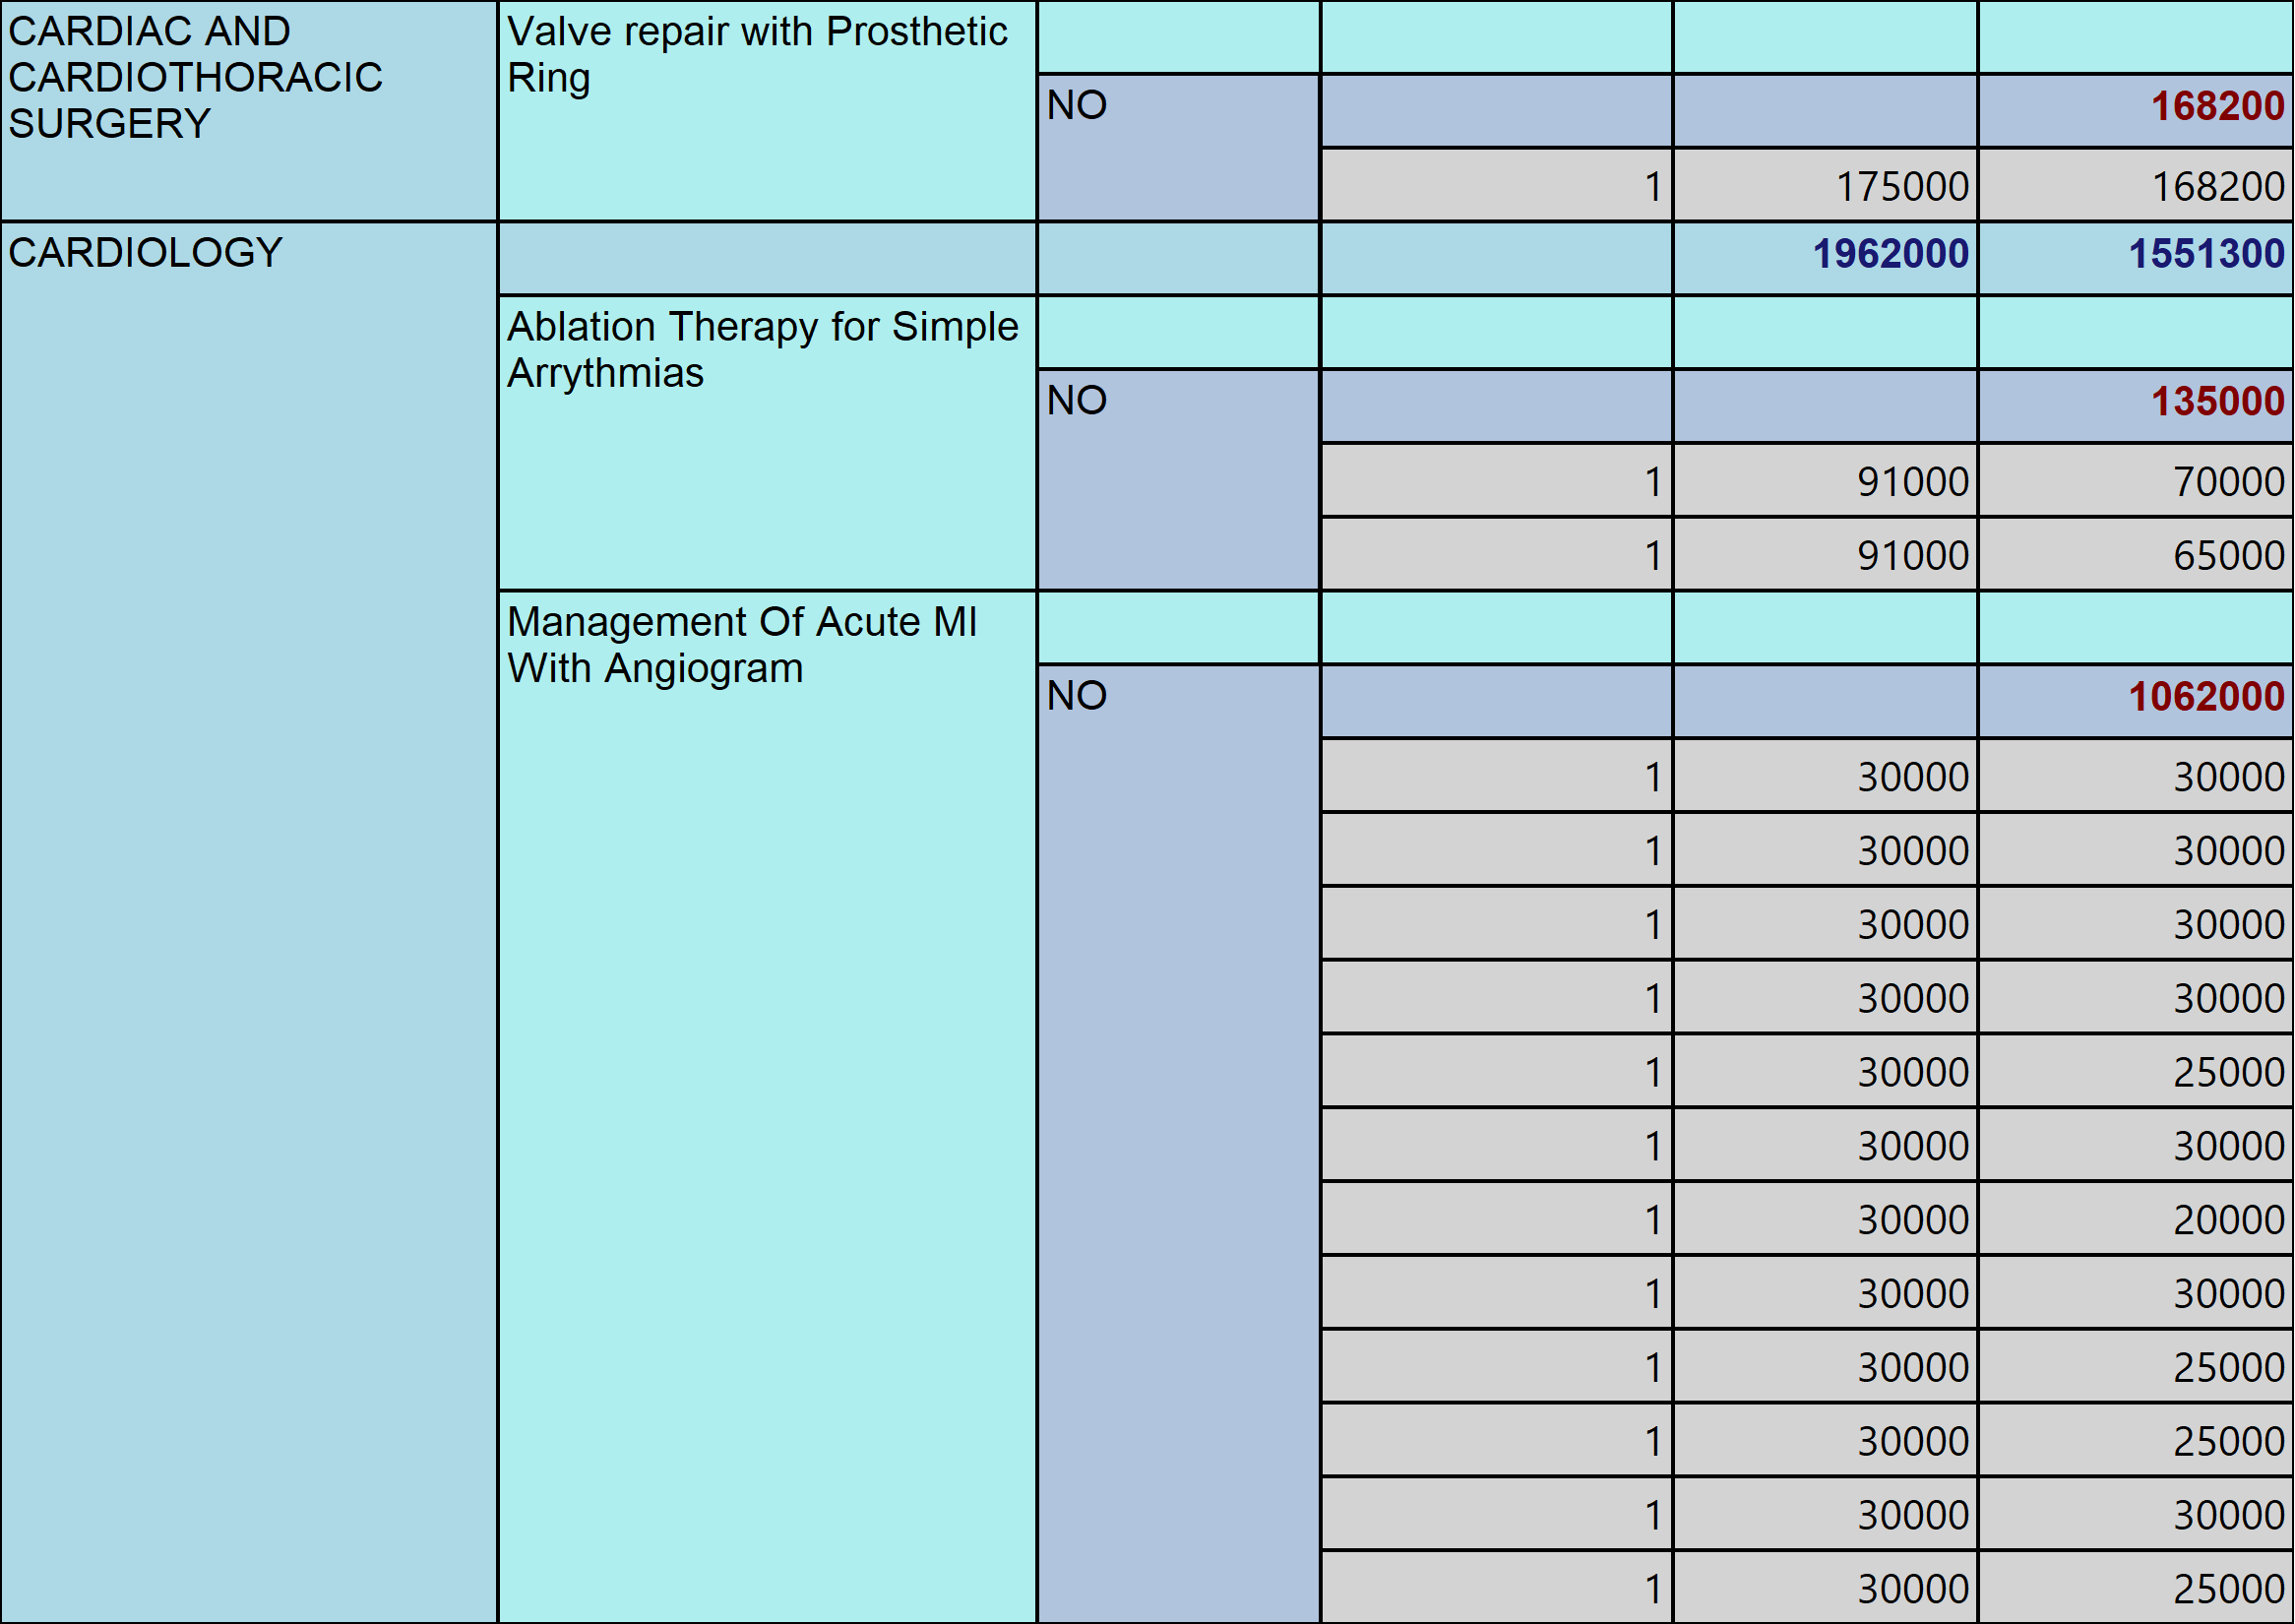 CARDIAC AND
CARDIOTHORACIC
SURGERY
Valve repair with Prosthetic
Ring
NO
168200
1 175000 168200
CARDIOLOGY
1962000 1551300
Ablation Therapy for Simple
Arrythmias
NO
135000
1 91000 70000
1 91000 65000
Management Of Acute MI
With Angiogram
NO
1062000
1 30000 30000
1 30000 30000
1 30000 30000
1 30000 30000
1 30000 25000
1 30000 30000
1 30000 20000
1 30000 30000
1 30000 25000
1 30000 25000
1 30000 30000
1 30000 25000